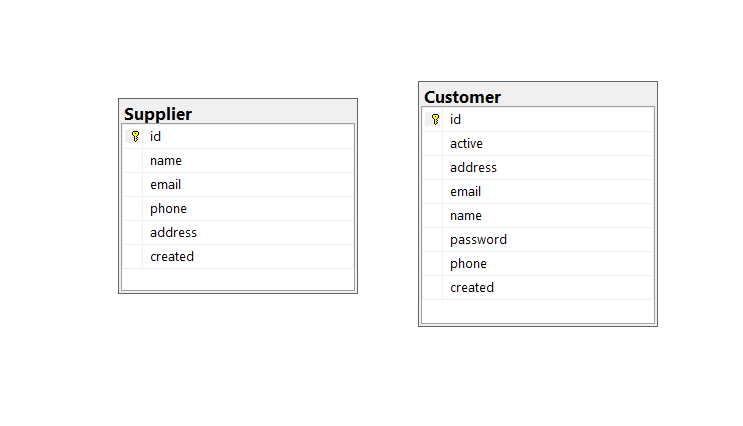 Supplier
id
name
email
phone
address
created
Customer
id
active
address
email
name
password
phone
created